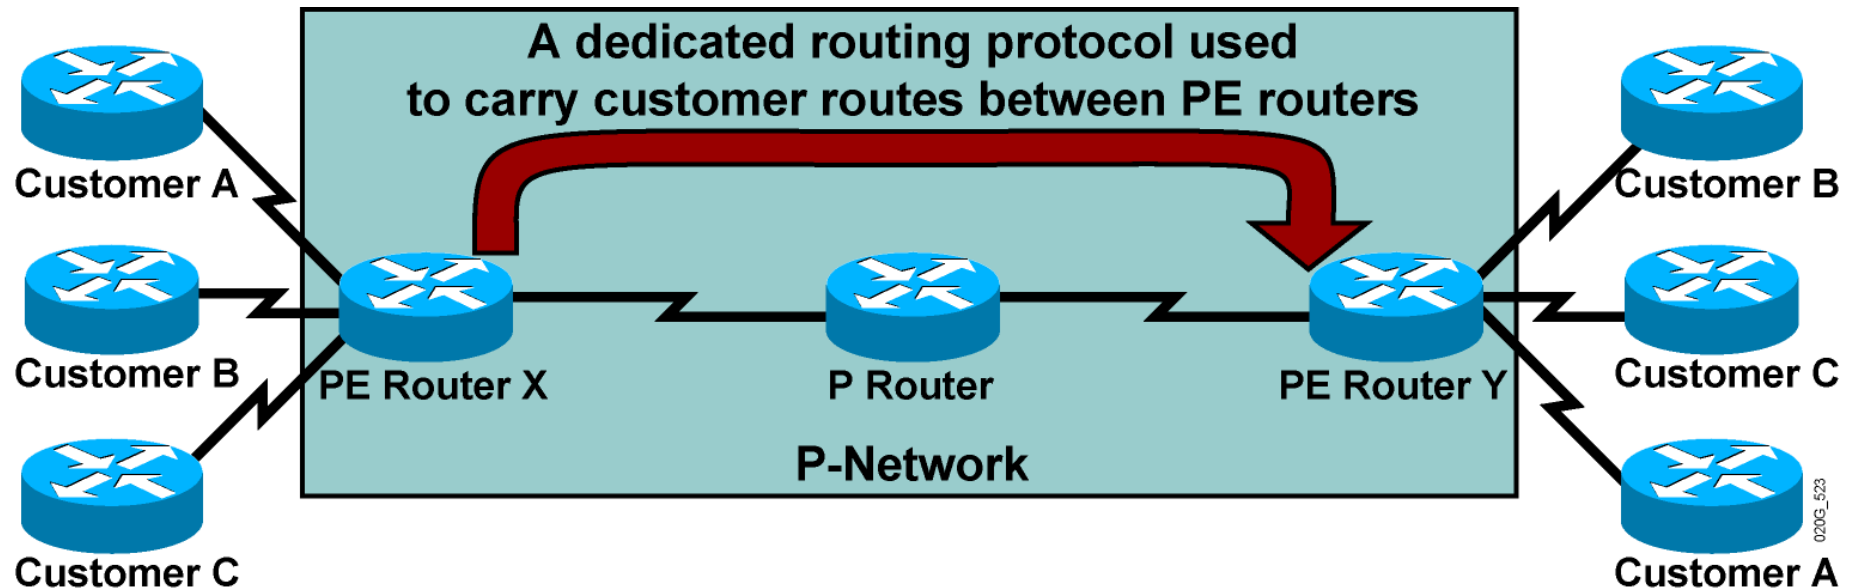 A dedicated routing protocol used
to carry customer routes between PE routers
Customer A
Customer B
Customer C
PE Router X
P Router
PE Router Y
P-Network
Customer B
Customer C
Customer A
020G_523